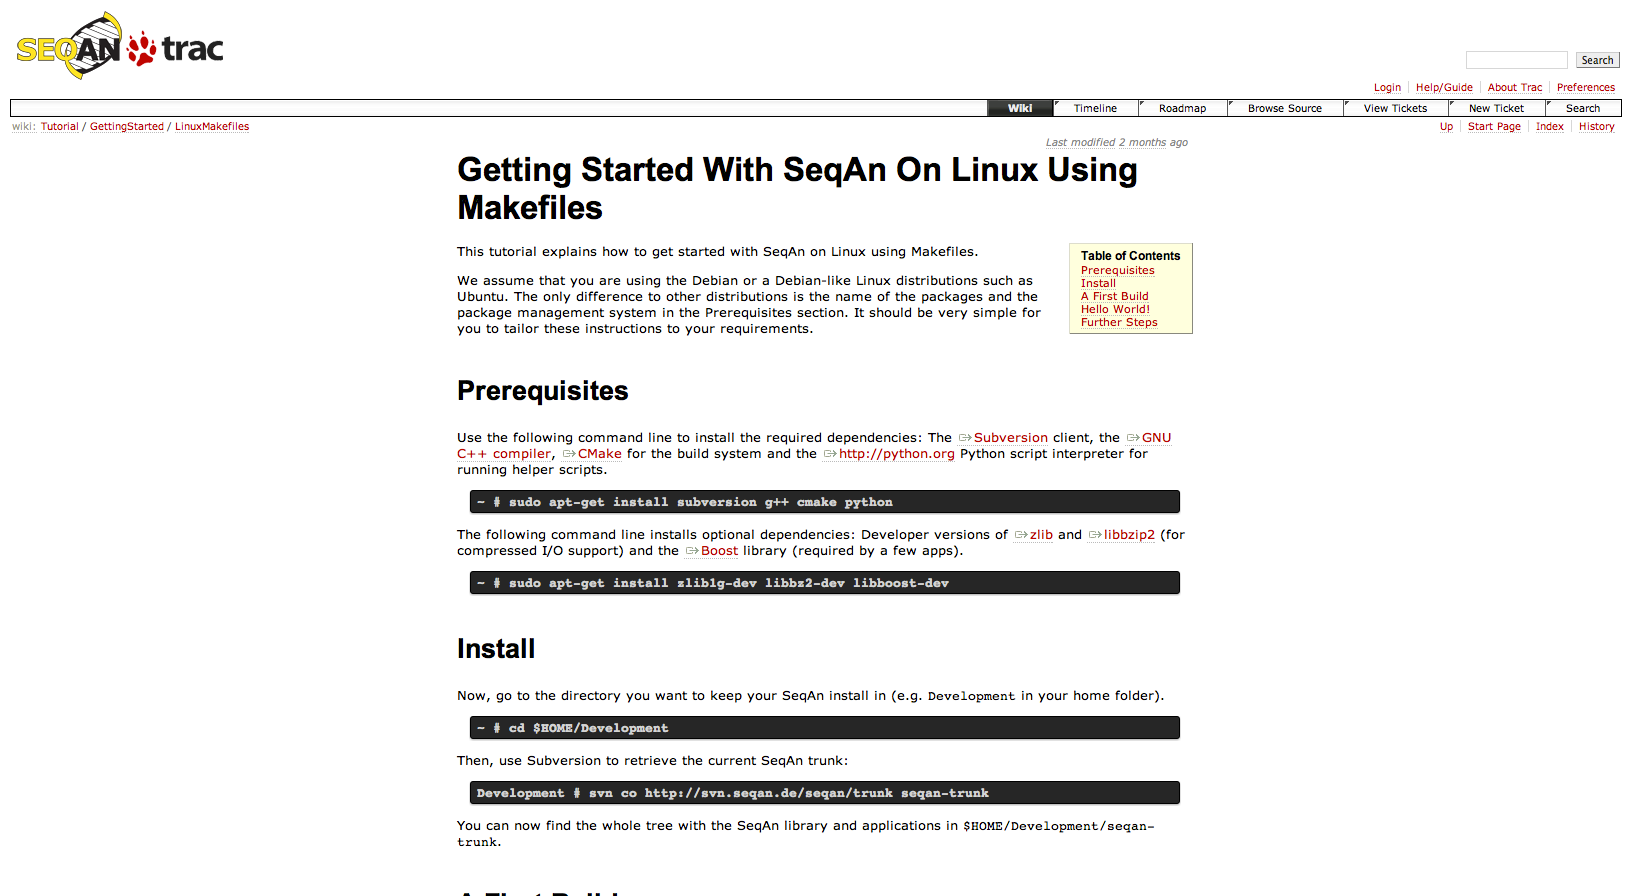 SEQAN trac
Search
Login Help/Guide About Trac Preferences
Wiki Timeline Roadmap Browse Source View Tickets New Ticket Search
wiki: Tutorial / GettingStarted / LinuxMakefiles
Up Start Page Index History
Last modified 2 months ago
Getting Started With SeqAn On Linux Using
Makefiles
This tutorial explains how to get started with SeqAn on Linux using Makefiles.
We assume that you are using the Debian or a Debian-like Linux distributions such as
Ubuntu. The only difference to other distributions is the name of the packages and the
package management system in the Prerequisites section. It should be very simple for
you to tailor these instructions to your requirements.
Table of Contents
Prerequisites
Install
A First Build
Hello World!
Further Steps
Prerequisites
Use the following command line to install the required dependencies: The Subversion client, the GNU
C++ compiler, CMake for the build system and the http://python.org Python script interpreter for
running helper scripts.
~ # sudo apt-get install subversion g++ cmake python
The following command line installs optional dependencies: Developer versions of zlib and libbzip2 (for
compressed I/O support) and the Boost library (required by a few apps).
~ # sudo apt-get install zlib1g-dev libbz2-dev libboost-dev
Install
Now, go to the directory you want to keep your SeqAn install in (e.g. Development in your home folder).
~ # cd $HOME/Development
Then, use Subversion to retrieve the current SeqAn trunk:
Development # svn co http://svn.seqan.de/seqan/trunk seqan-trunk
You can now find the whole tree with the SeqAn library and applications in $HOME/Development/seqan-
trunk.
A First Build